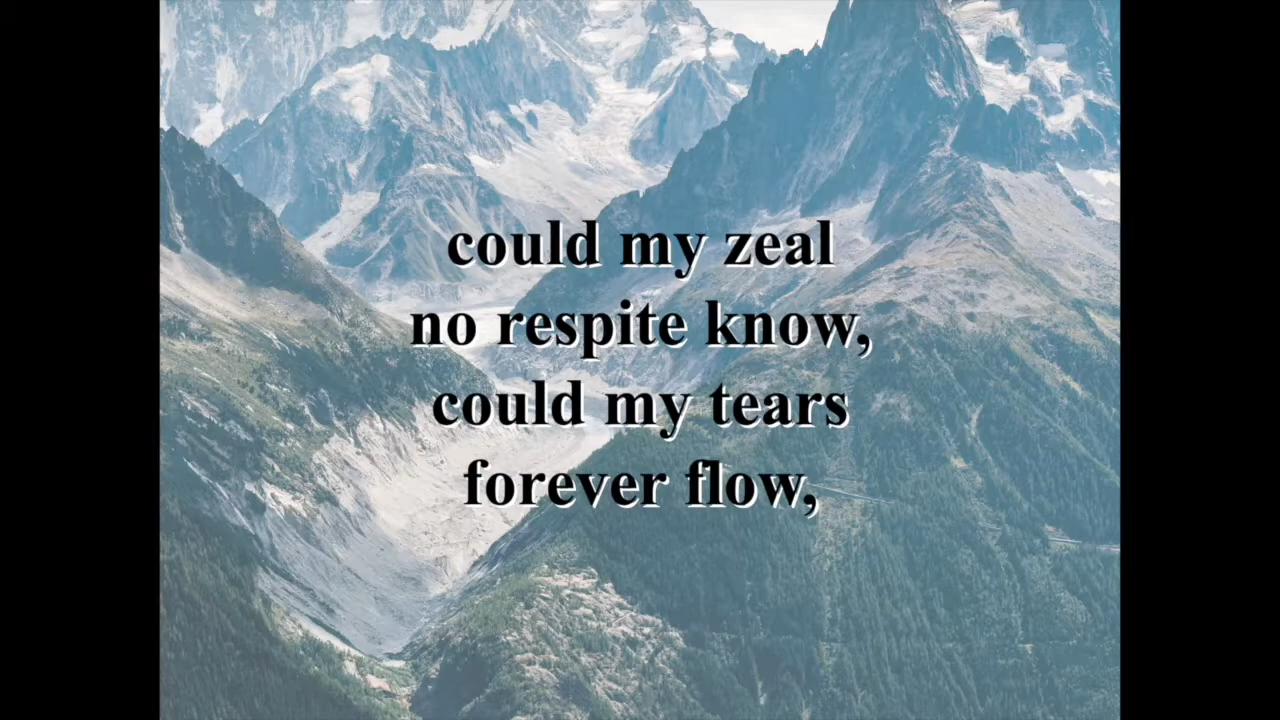 could my zeal
no respite know,
could my tears
forever flow,